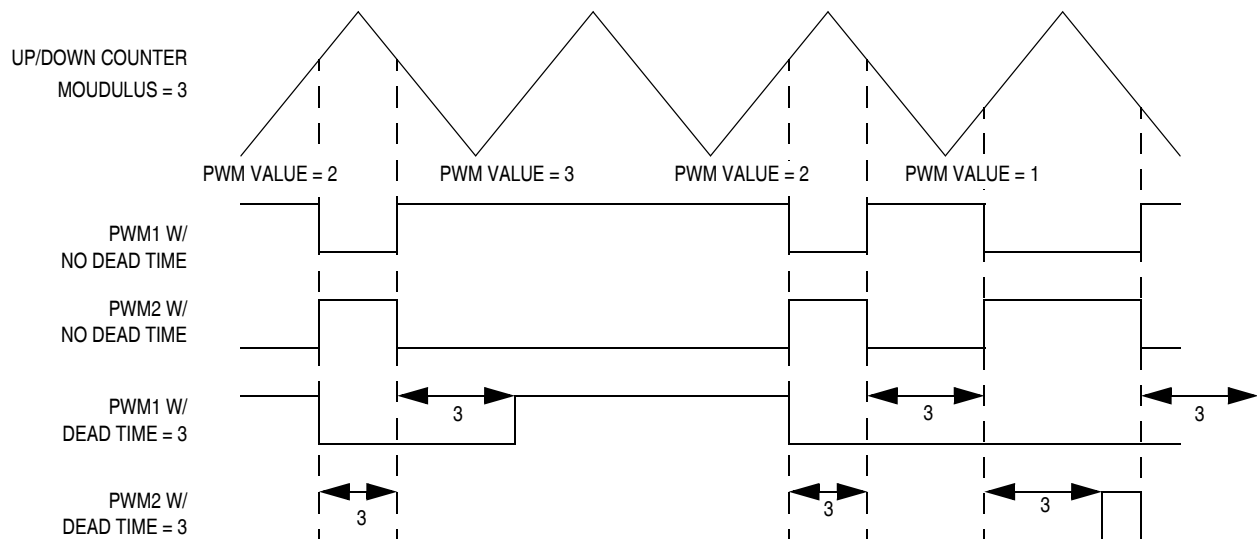 UP/DOWN COUNTER
MOUDULUS = 3
PWM VALUE = 2
PWM VALUE = 3
PWM VALUE = 2
PWM VALUE = 1
PWM1 W/
NO DEAD TIME
PWM2 W/
NO DEAD TIME
PWM1 W/
DEAD TIME = 3
3
3
3
PWM2 W/
DEAD TIME = 3
3
3
3